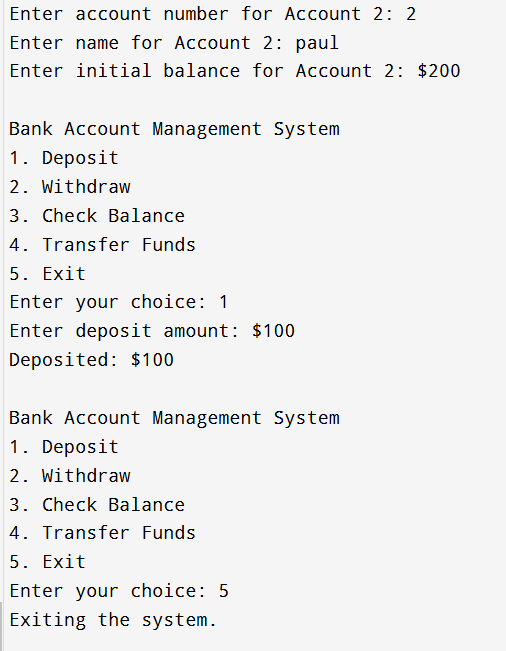 Enter account number for Account 2: 2
Enter name for Account 2: paul
Enter initial balance for Account 2: $200
Bank Account Management System
1. Deposit
2. Withdraw
3. Check Balance
4. Transfer Funds
5. Exit
Enter your choice: 1
Enter deposit amount: $100
Deposited: $100
Bank Account Management System
1. Deposit
2. Withdraw
3. Check Balance
4. Transfer Funds
5. Exit
Enter your choice: 5
Exiting the system.